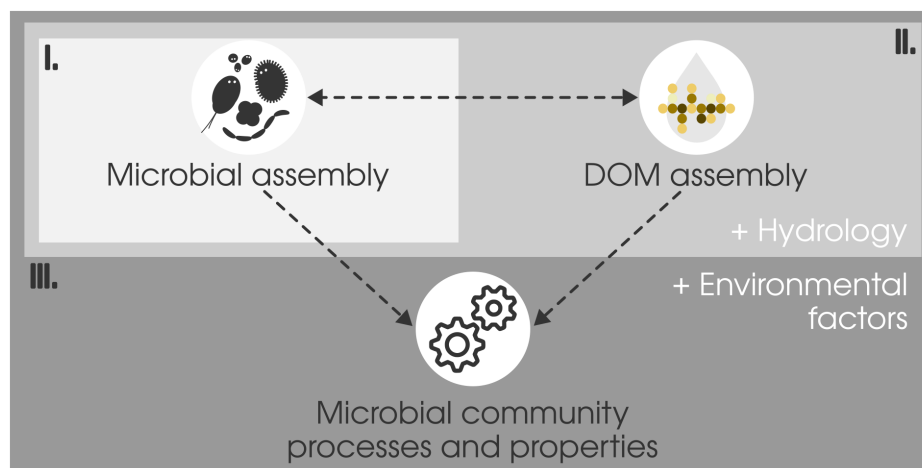 I.
II.
Microbial assembly
DOM assembly
+ Hydrology
III.
+ Environmental
factors
Microbial community
processes and properties